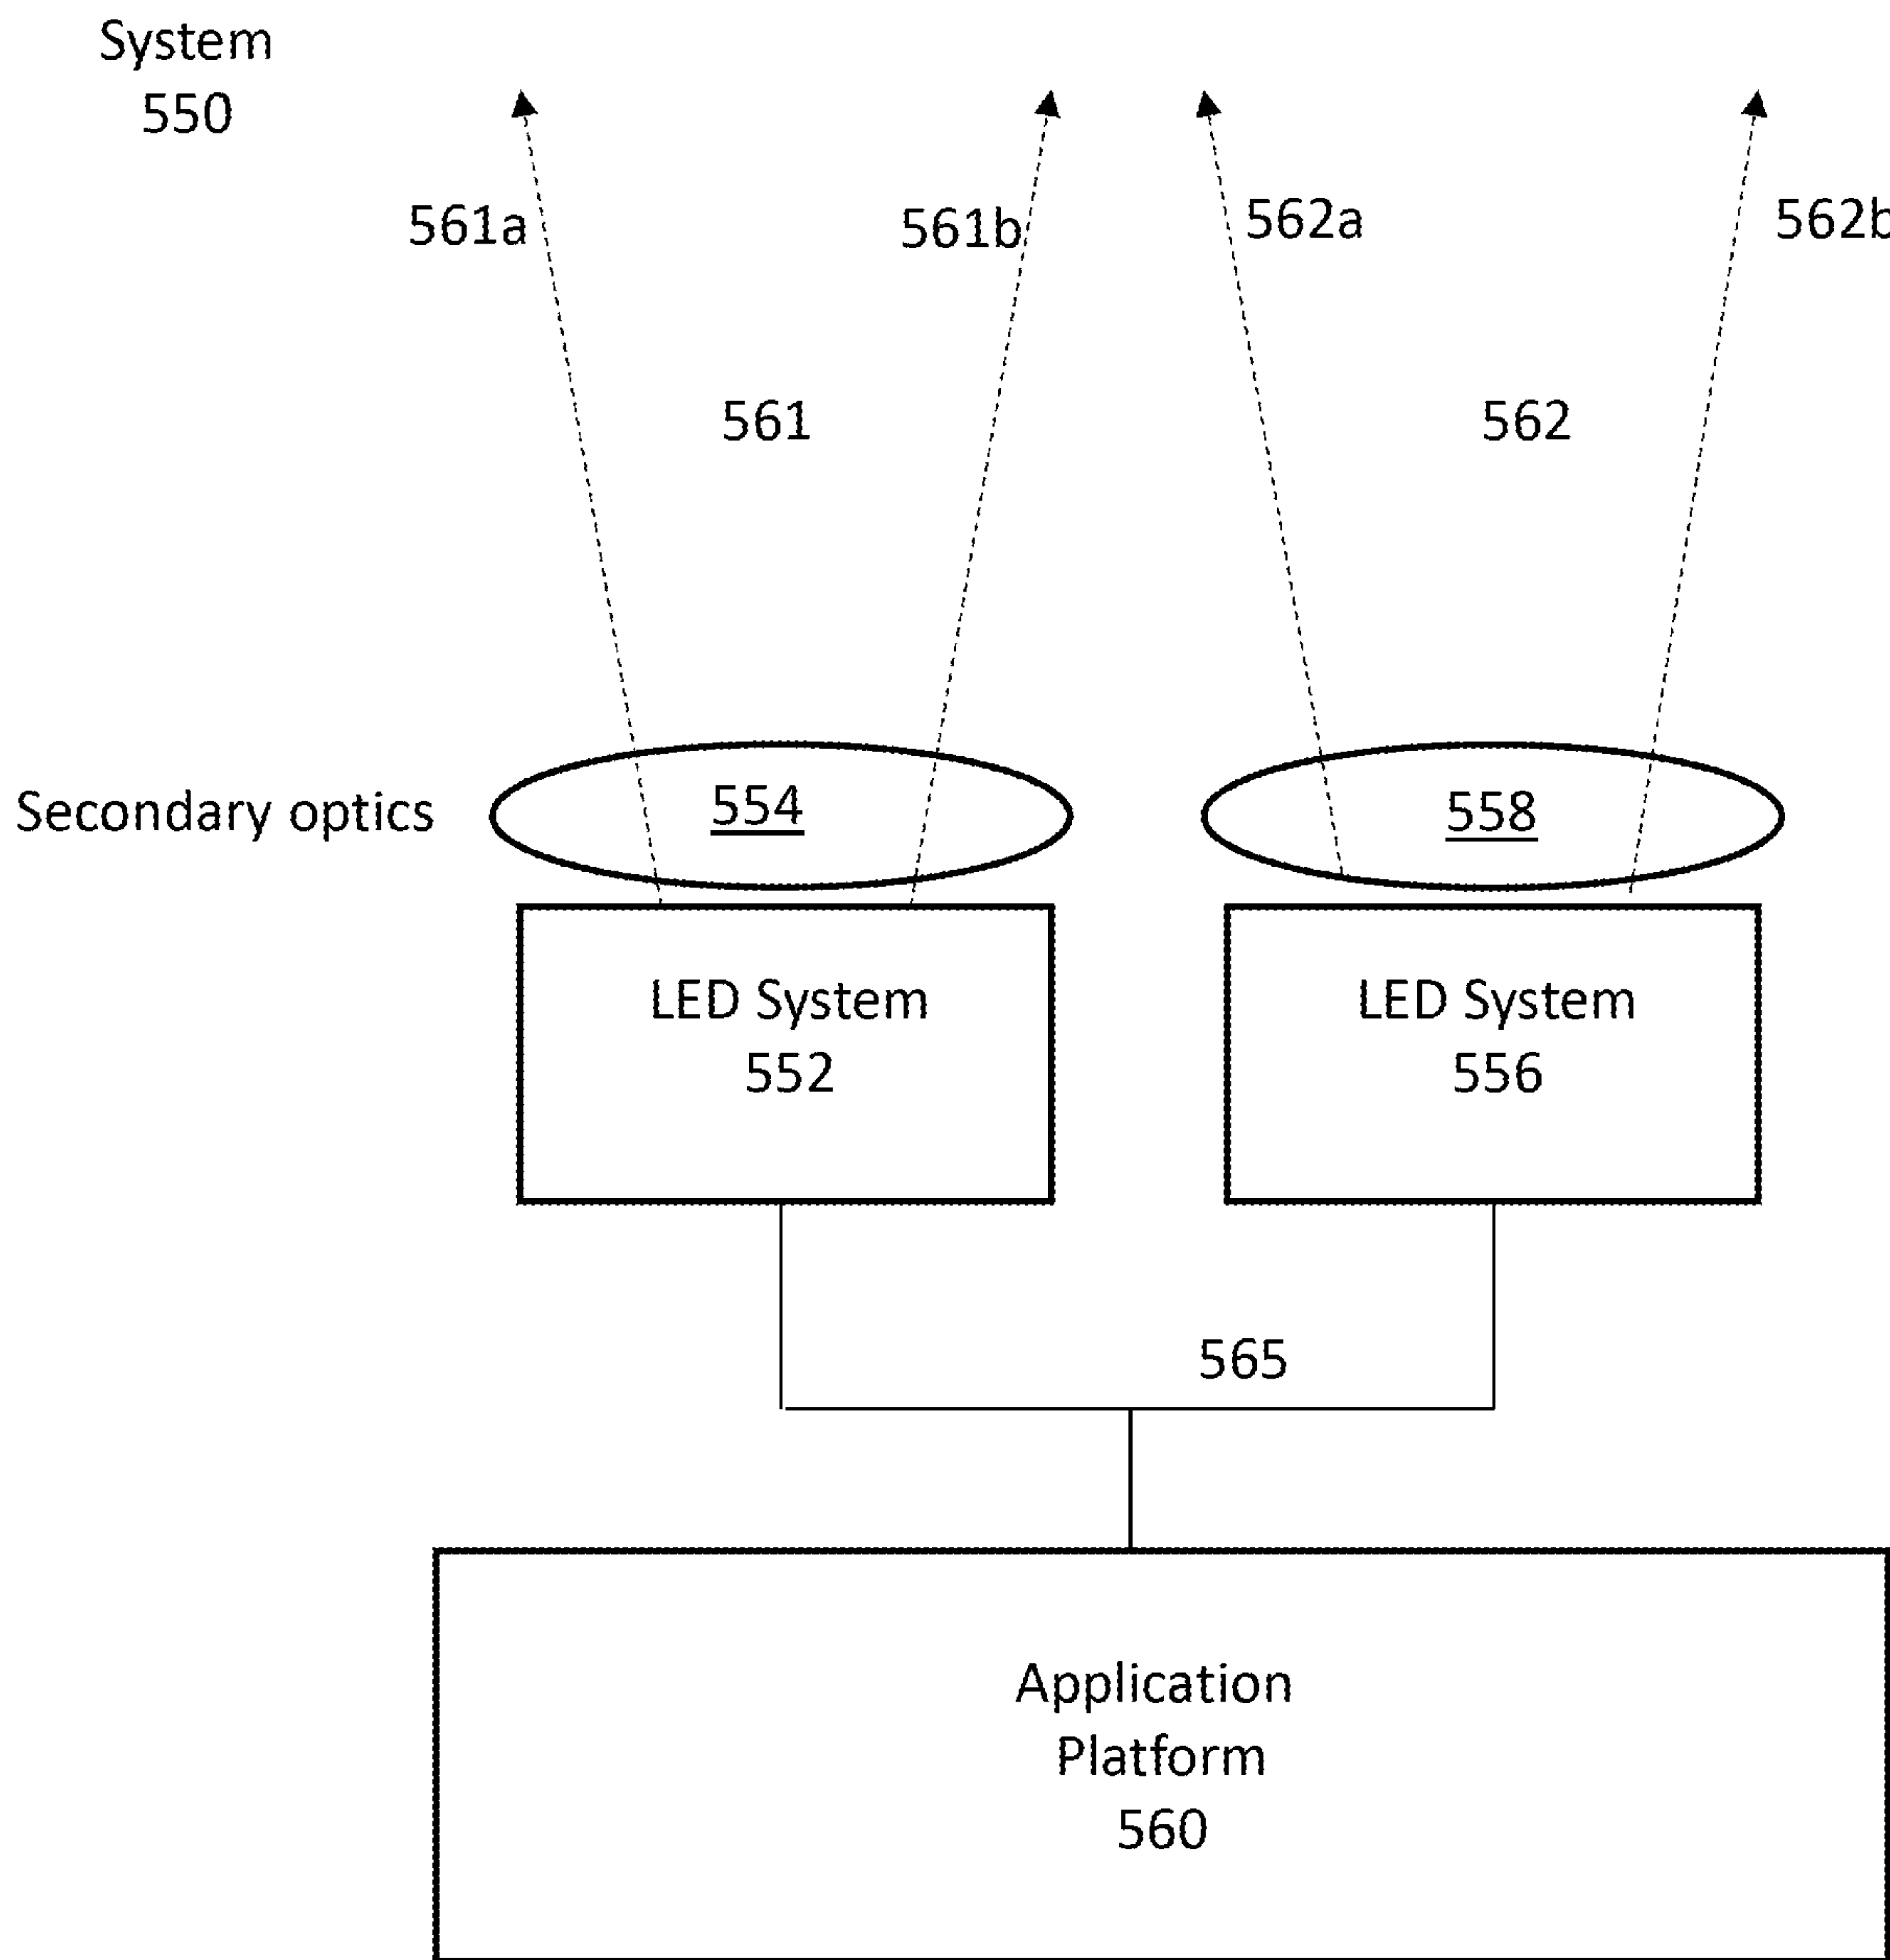 System
550
561a
561b
562a
562b
561
562
Secondary optics
554
558
LED System
552
LED System
556
565
Application
Platform
560